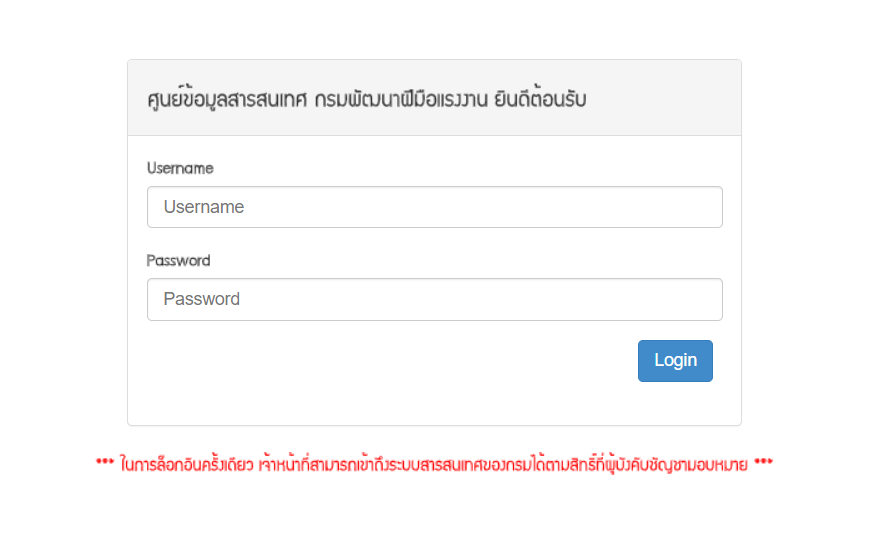 ศูนย์ข้อมูลสารสนเทศ กรมพัฒนาฝีมือแรงงาน ยินดีต้อนรับ
Username
Username
Password
Password
Login
*** ในการล็อกอินครั้งเดียว เจ้าหน้าที่สามารถเข้าถึงระบบสารสนเทศของกรมได้ตามสิทธิ์ที่ผู้บังคับบัญชามอบหมาย ***